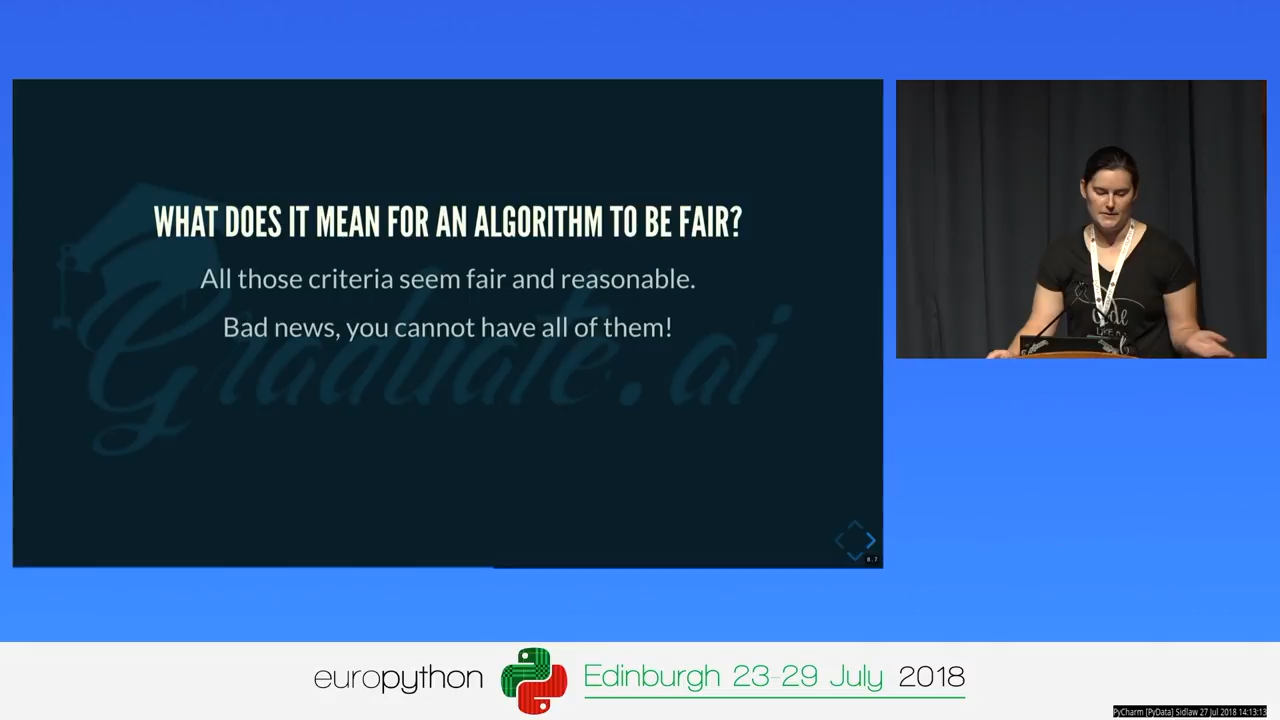 WHAT DOES IT MEAN FOR AN ALGORITHM TO BE FAIR?
All those criteria seem fair and reasonable.
Bad news, you cannot have all of them!
Graduate.ai
8.7
europython Edinburgh 23-29 July 2018
PyCharm [PyData] Sidlaw 27 Jul 2018 14:13:13